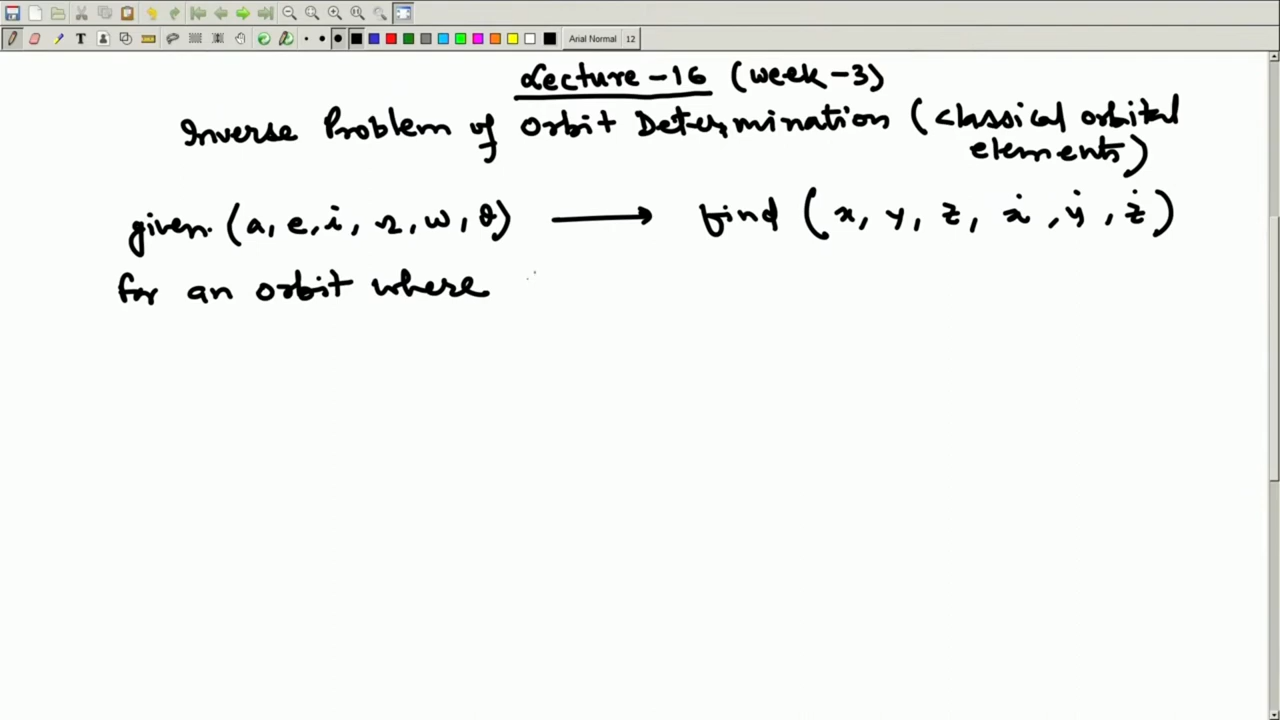 Arial Normal 12
Lecture-16 (week-3)
Inverse Problem of Orbit Determination (classical orbital
elements)
given. (a, e, i, Ω, ω, θ) ⟶ find (x, y, z, ẋ, ẏ, ż)
for an orbit where